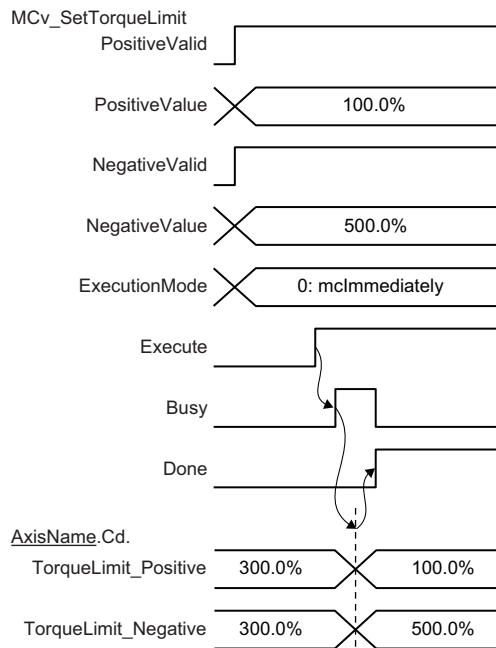 MCv_SetTorqueLimit
PositiveValid
PositiveValue 100.0%
NegativeValid
NegativeValue 500.0%
ExecutionMode 0: mcImmediately
Execute
Busy
Done
AxisName.Cd.
TorqueLimit_Positive 300.0% 100.0%
TorqueLimit_Negative 300.0% 500.0%